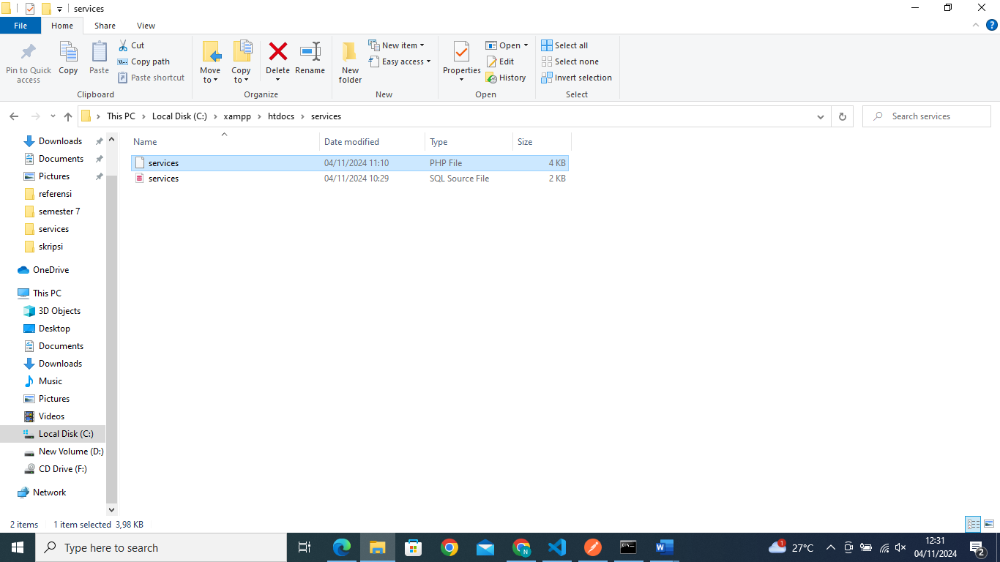 services
File Home Share View
Pin to Quick access
Copy
Paste
Cut
Copy path
Paste shortcut
Clipboard
Move to
Copy to
Delete
Rename
Organize
New folder
New item
Easy access
New
Properties
Open
Edit
History
Open
Select all
Select none
Invert selection
Select
This PC Local Disk (C:) xampp htdocs services
Search services
Downloads
Documents
Pictures
referensi
semester 7
services
skripsi
OneDrive
This PC
3D Objects
Desktop
Documents
Downloads
Music
Pictures
Videos
Local Disk (C:)
New Volume (D:)
CD Drive (F:)
Network
Name Date modified Type Size
services 04/11/2024 11:10 PHP File 4 KB
services 04/11/2024 10:29 SQL Source File 2 KB
2 items 1 item selected 3,98 KB
Type here to search
N
1
27°C
12:31
04/11/2024
2